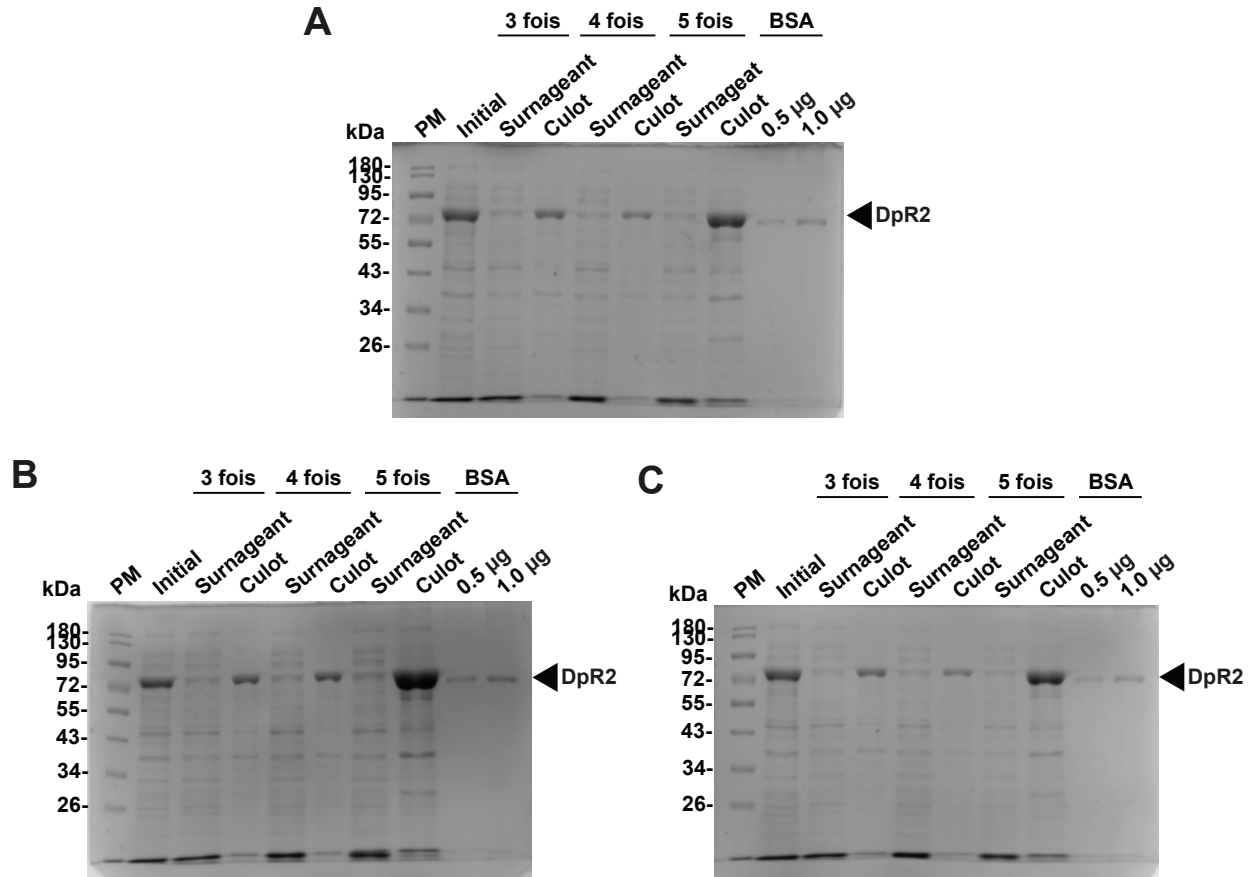 A
3 fois 4 fois 5 fois BSA
kDa PM Initial Surnageant Culot Surnageant Culot Surnageat Culot 0.5 µg 1.0 µg
180-
130-
95-
72-
55-
43-
34-
26-
DpR2
B
3 fois 4 fois 5 fois BSA
kDa PM Initial Surnageant Culot Surnageant Culot Surnageant Culot 0.5 µg 1.0 µg
180-
130-
95-
72-
55-
43-
34-
26-
DpR2
C
3 fois 4 fois 5 fois BSA
kDa PM Initial Surnageant Culot Surnageant Culot Surnageant Culot 0.5 µg 1.0 µg
180-
130-
95-
72-
55-
43-
34-
26-
DpR2